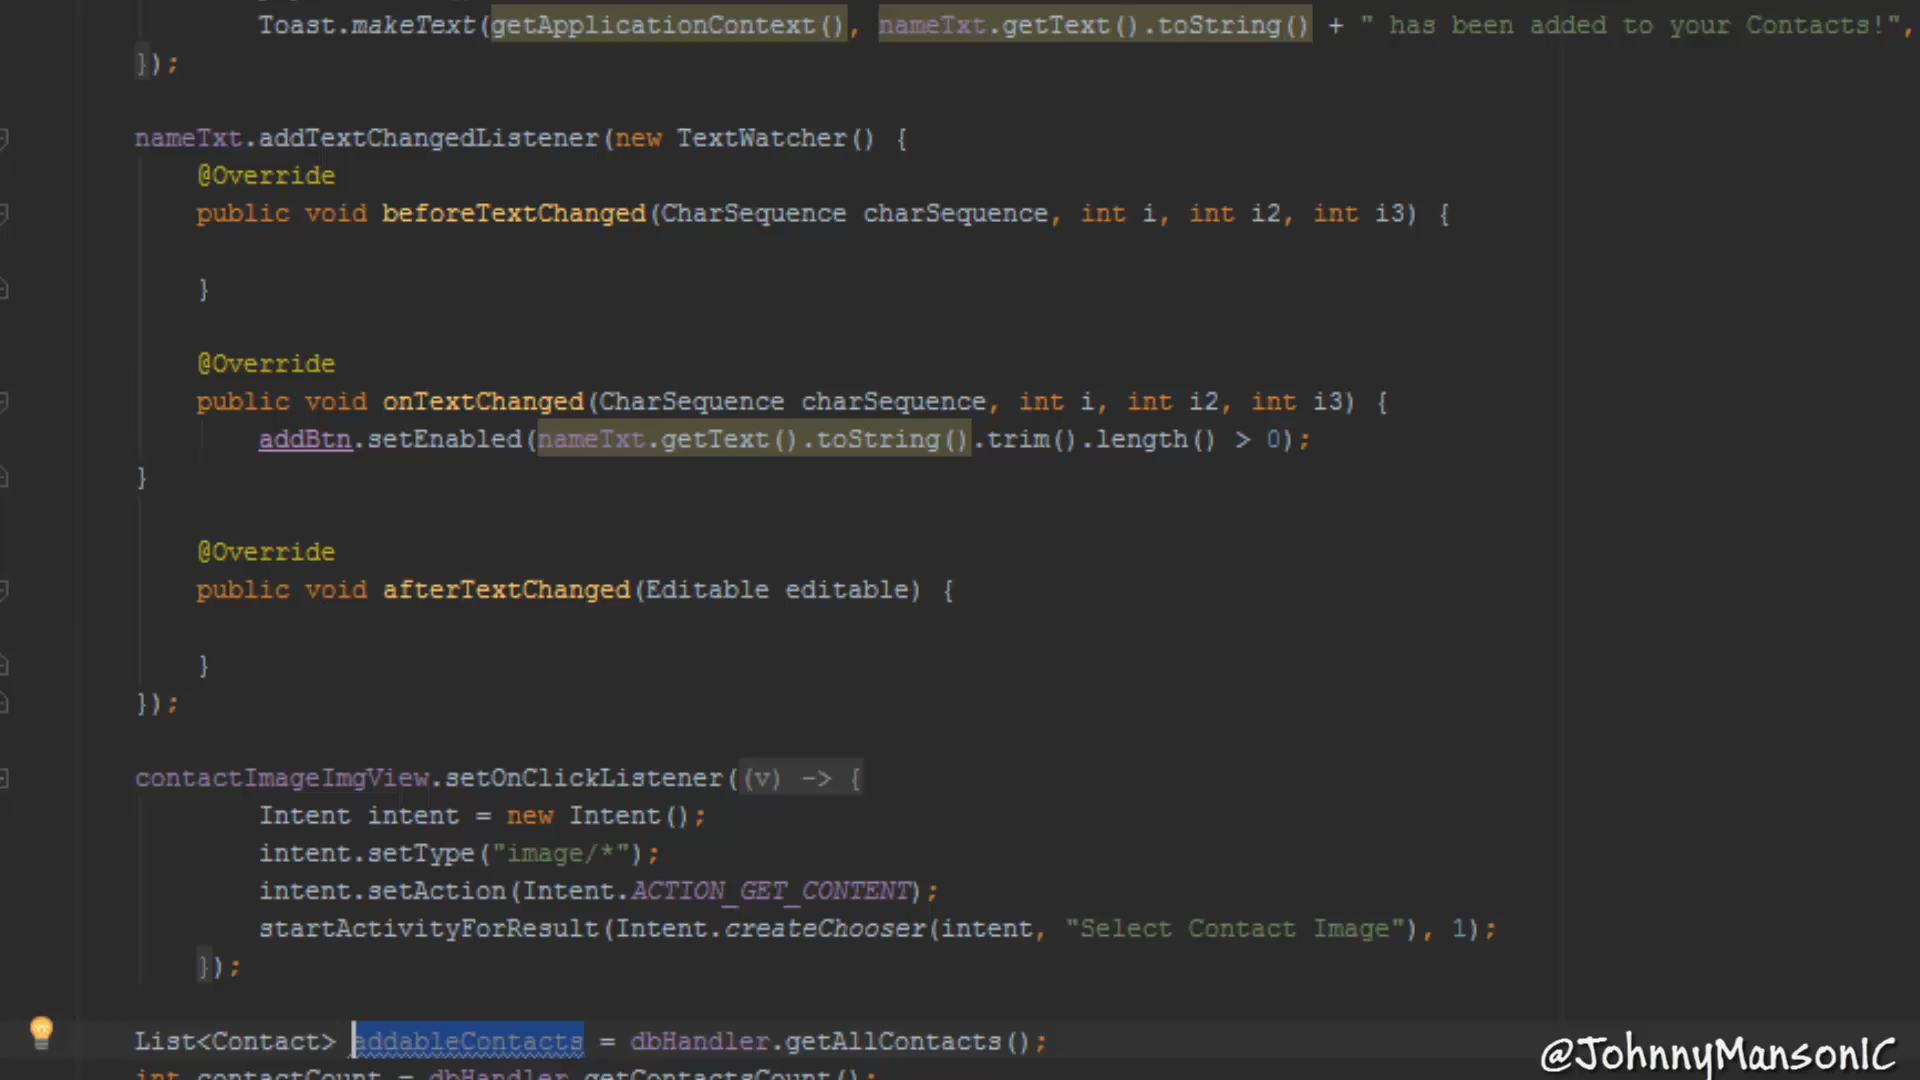 Toast.makeText(getApplicationContext(), nameTxt.getText().toString() + " has been added to your Contacts!",
});
nameTxt.addTextChangedListener(new TextWatcher() {
@Override
public void beforeTextChanged(CharSequence charSequence, int i, int i2, int i3) {
}
@Override
public void onTextChanged(CharSequence charSequence, int i, int i2, int i3) {
addBtn.setEnabled(nameTxt.getText().toString().trim().length() > 0);
}
@Override
public void afterTextChanged(Editable editable) {
}
});
contactImageImgView.setOnClickListener((v) -> {
Intent intent = new Intent();
intent.setType("image/*");
intent.setAction(Intent.ACTION_GET_CONTENT);
startActivityForResult(Intent.createChooser(intent, "Select Contact Image"), 1);
});
List<Contact> addableContacts = dbHandler.getAllContacts();
int contactCount = dbHandler.getContactsCount();
@JohnnyMansonIC